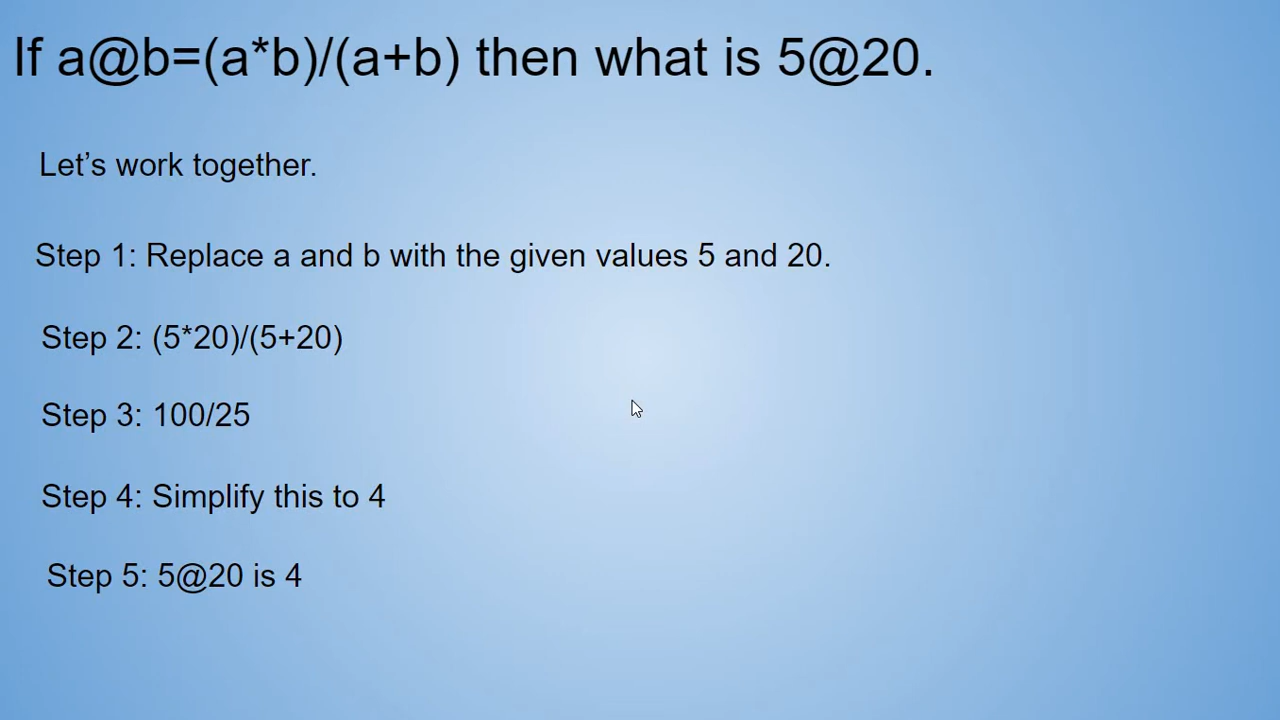 If a@b=(a*b)/(a+b) then what is 5@20.
Let’s work together.
Step 1: Replace a and b with the given values 5 and 20.
Step 2: (5*20)/(5+20)
Step 3: 100/25
Step 4: Simplify this to 4
Step 5: 5@20 is 4